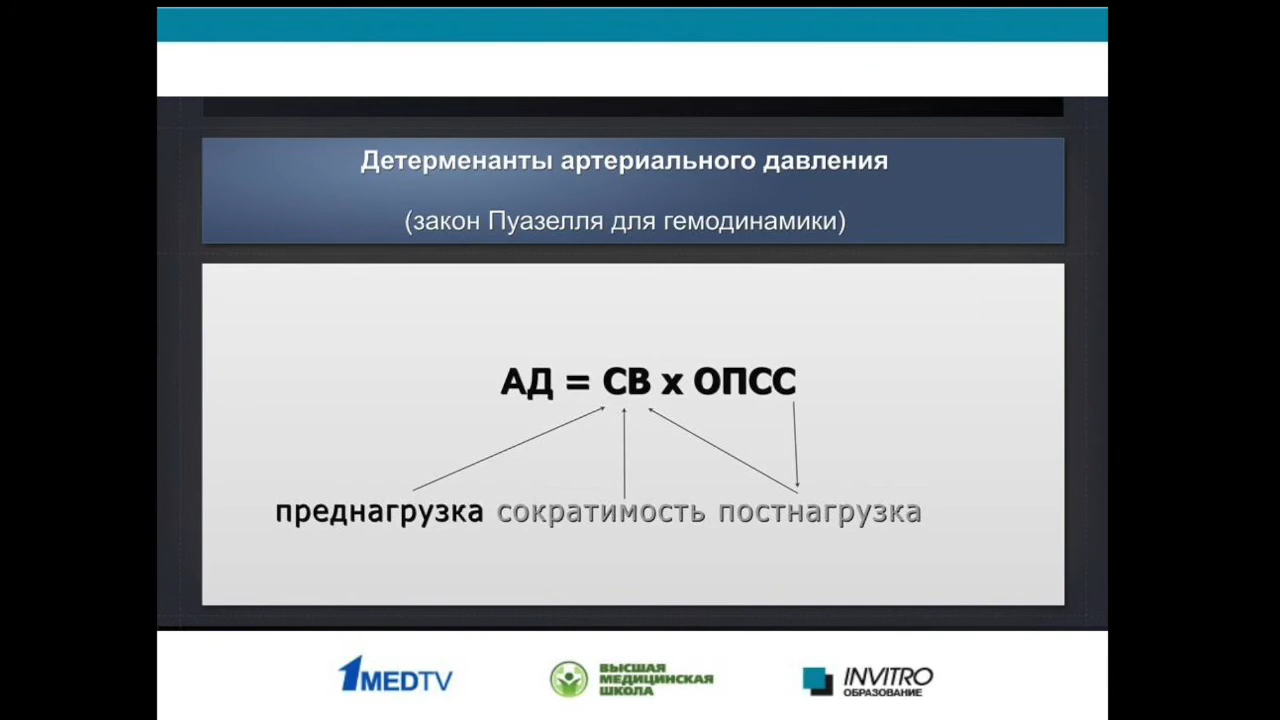 Детерменанты артериального давления
(закон Пуазелля для гемодинамики)
АД = СВ х ОПСС
преднагрузка сократимость постнагрузка
1MEDTV
ВЫСШАЯ
МЕДИЦИНСКАЯ
ШКОЛА
INVITRO
ОБРАЗОВАНИЕ